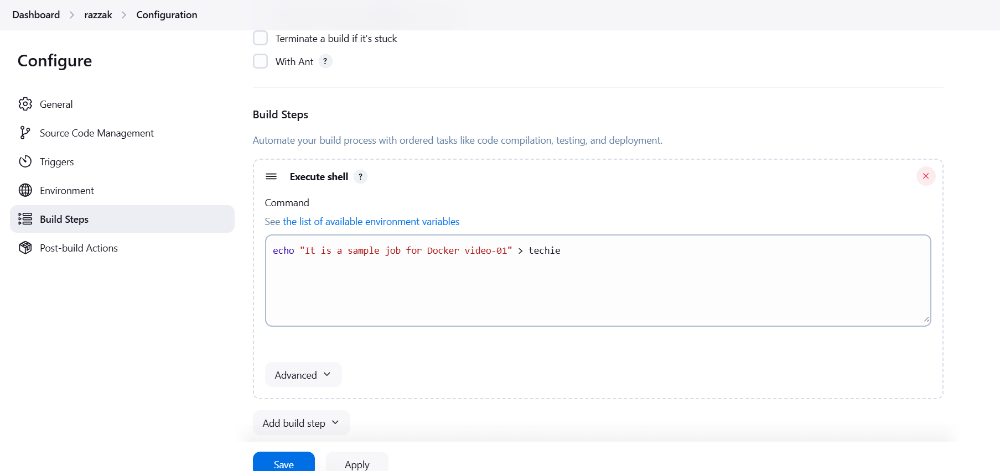 Dashboard > razzak > Configuration
Configure
General
Source Code Management
Triggers
Environment
Build Steps
Post-build Actions
Terminate a build if it's stuck
With Ant ?
Build Steps
Automate your build process with ordered tasks like code compilation, testing, and deployment.
Execute shell ?
Command
See the list of available environment variables
echo "It is a sample job for Docker video-01" > techie
Advanced
Add build step
Save Apply